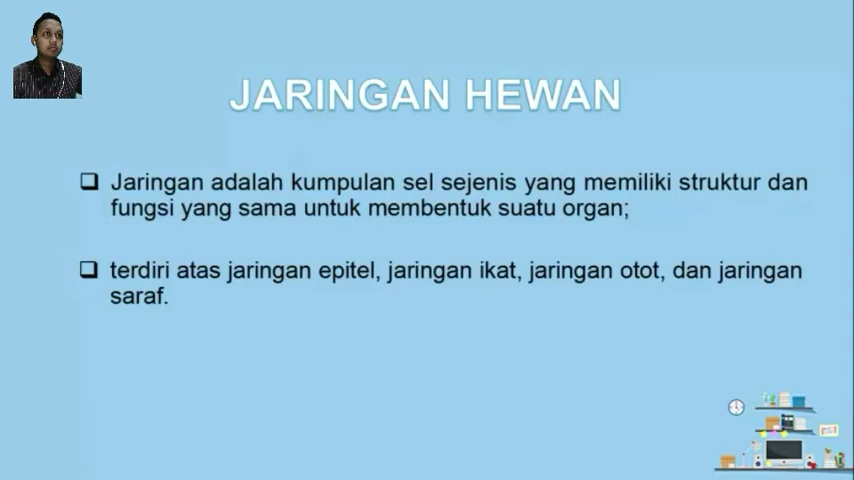 JARINGAN HEWAN
Jaringan adalah kumpulan sel sejenis yang memiliki struktur dan
fungsi yang sama untuk membentuk suatu organ;
terdiri atas jaringan epitel, jaringan ikat, jaringan otot, dan jaringan
saraf.